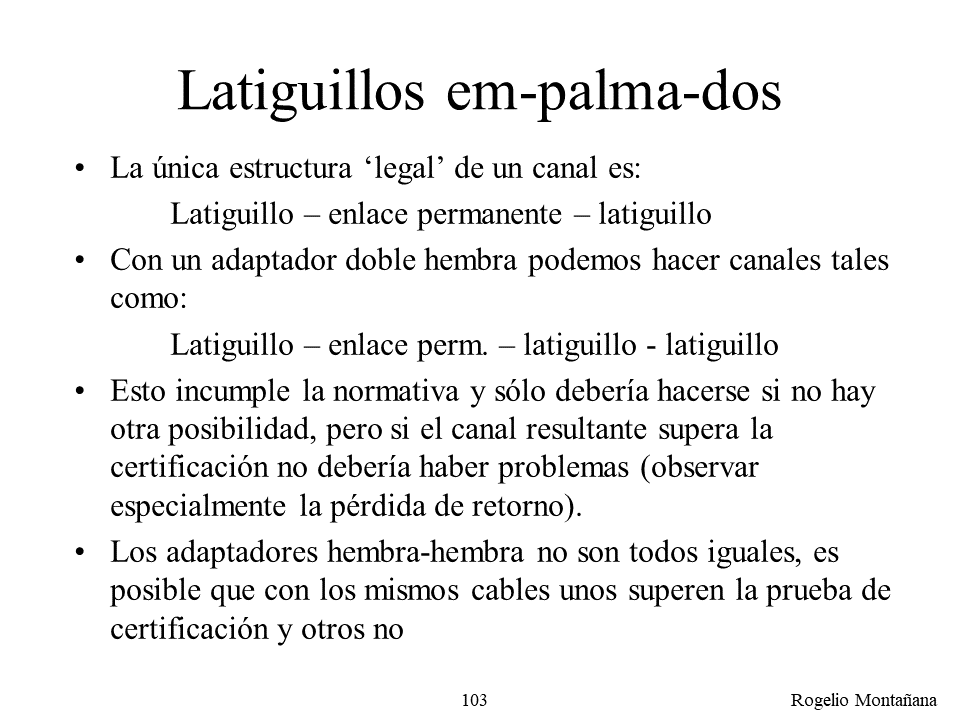 Latiguillos em-palma-dos
• La única estructura ‘legal’ de un canal es:
Latiguillo – enlace permanente – latiguillo
• Con un adaptador doble hembra podemos hacer canales tales
como:
Latiguillo – enlace perm. – latiguillo - latiguillo
• Esto incumple la normativa y sólo debería hacerse si no hay
otra posibilidad, pero si el canal resultante supera la
certificación no debería haber problemas (observar
especialmente la pérdida de retorno).
• Los adaptadores hembra-hembra no son todos iguales, es
posible que con los mismos cables unos superen la prueba de
certificación y otros no
103
Rogelio Montañana